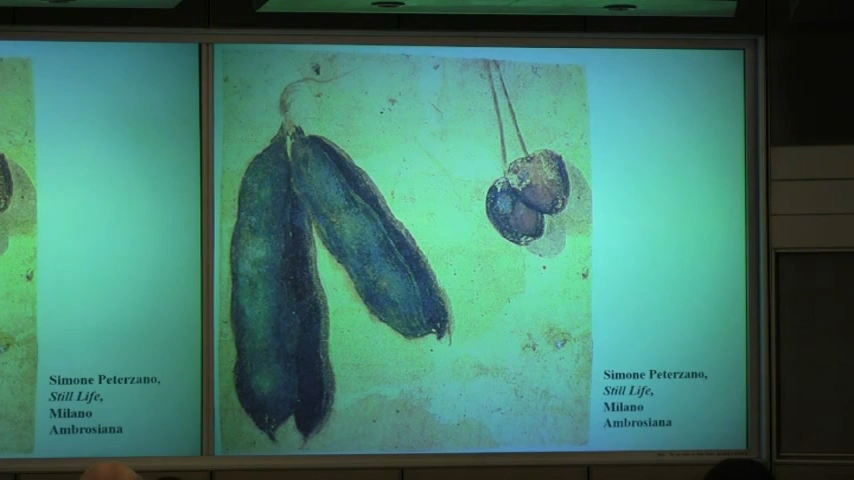 Simone Peterzano,
Still Life,
Milano
Ambrosiana
Simone Peterzano,
Still Life,
Milano
Ambrosiana